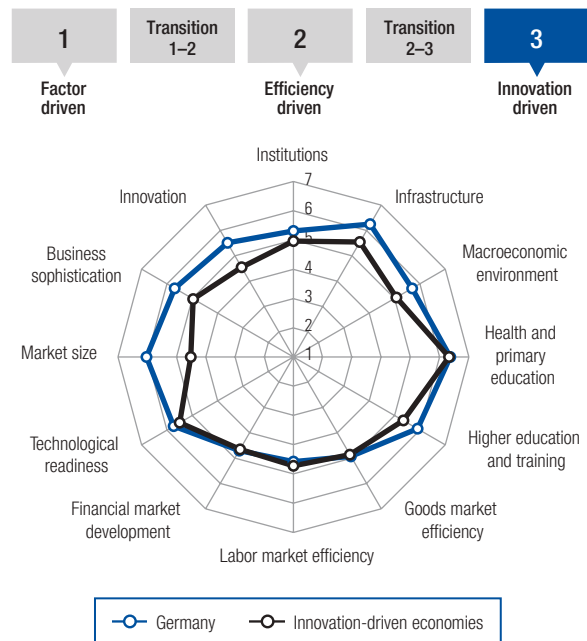 1
Transition
1–2
2
Transition
2–3
3
Factor
driven
Efficiency
driven
Innovation
driven
Institutions
7
Innovation
Infrastructure
6
5
Business
sophistication
Macroeconomic
environment
4
3
Market size
2
1
Health and
primary
education
Technological
readiness
Higher education
and training
Financial market
development
Goods market
efficiency
Labor market efficiency
Germany
Innovation-driven economies